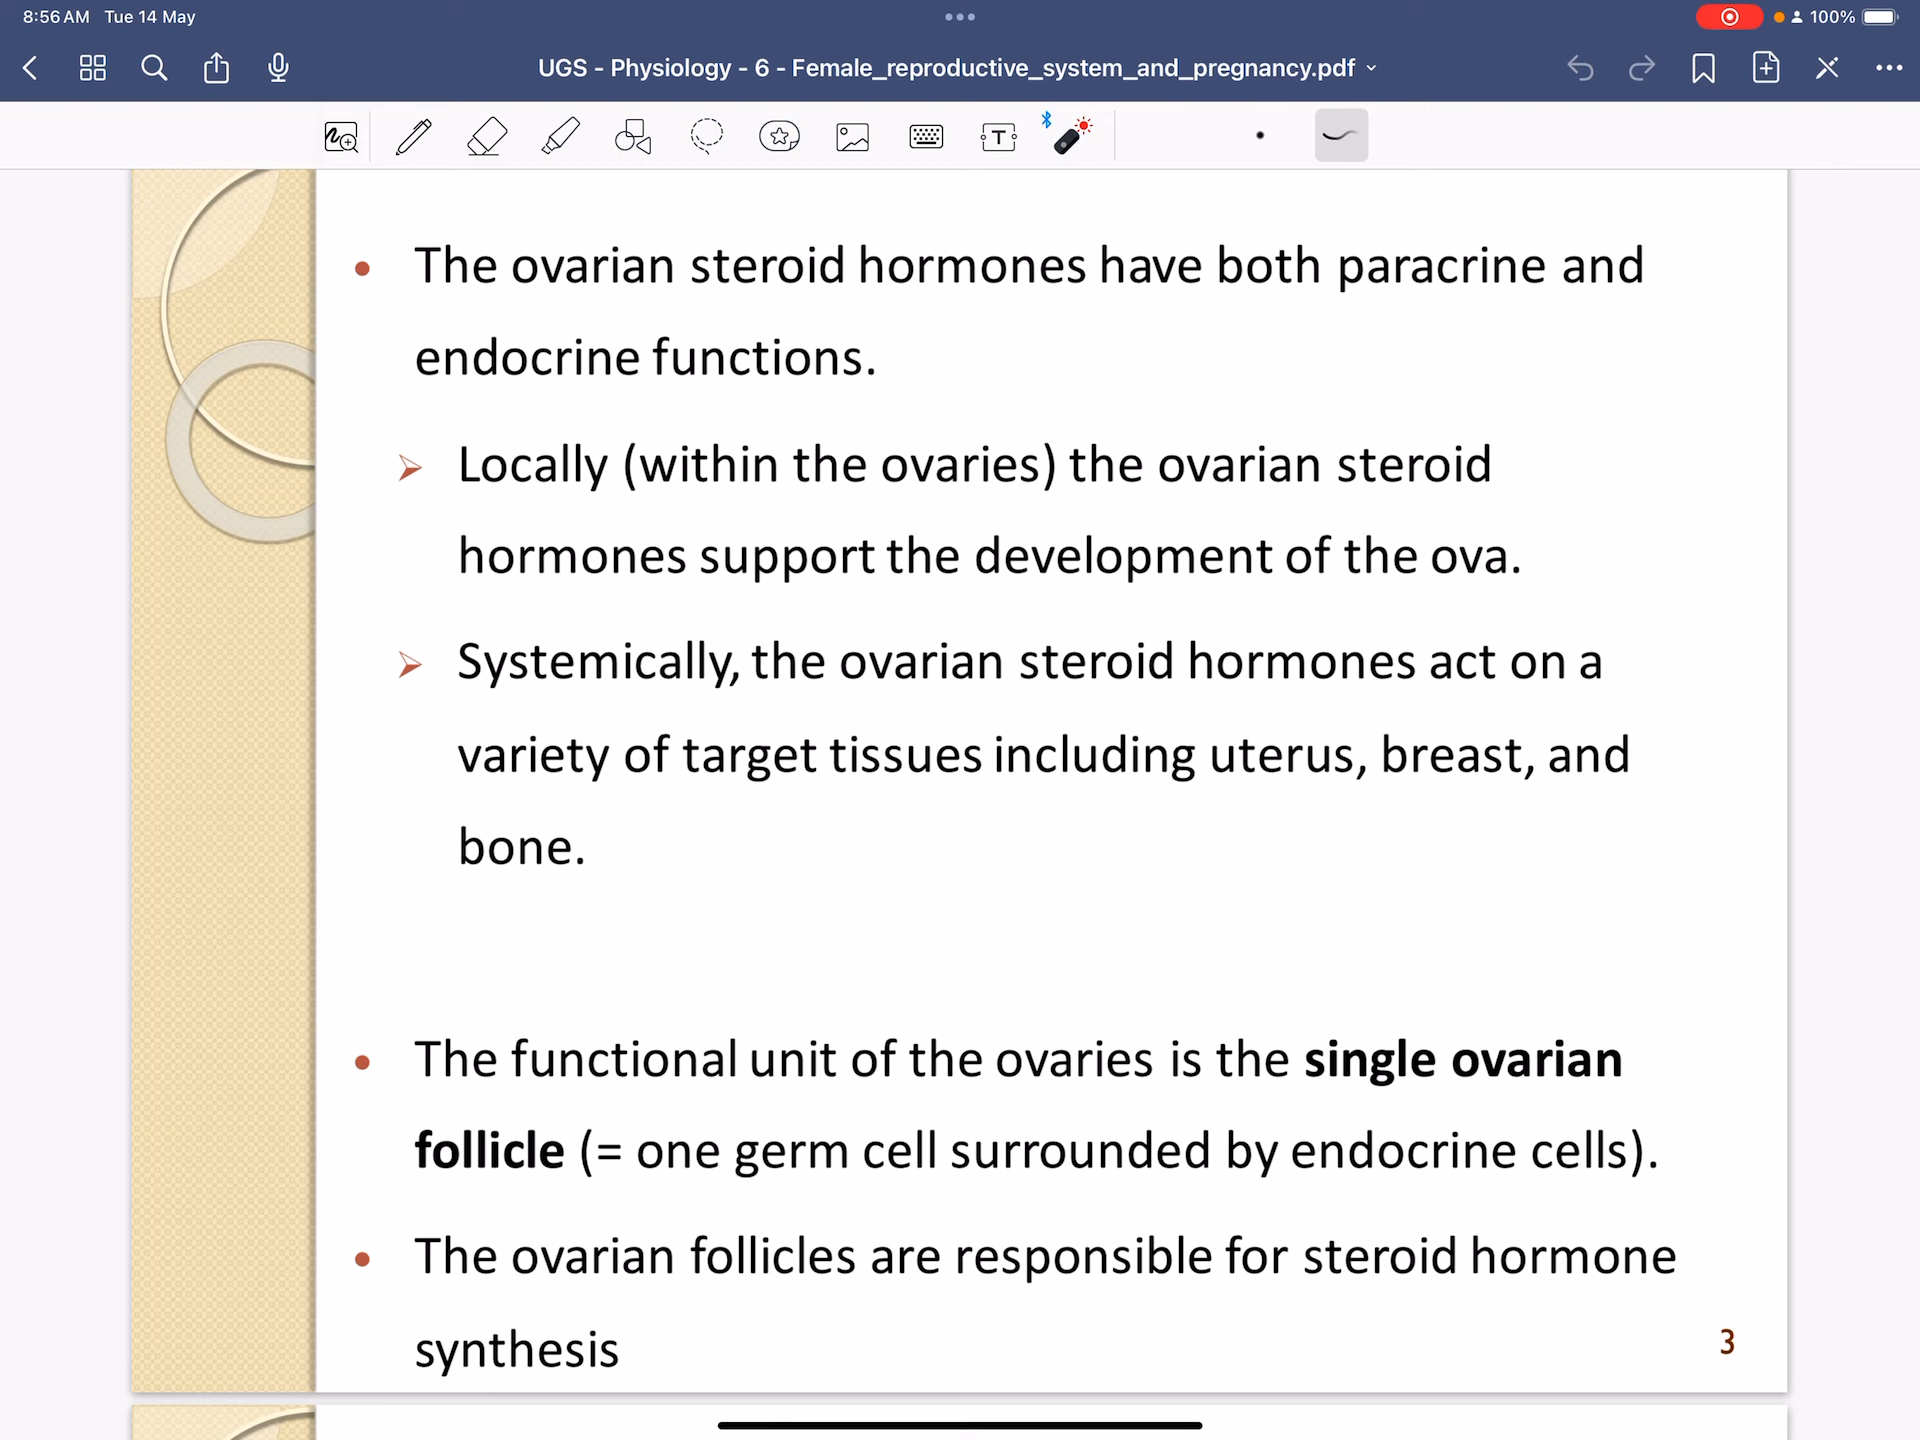 8:56 AM Tue 14 May
100%
UGS - Physiology - 6 - Female_reproductive_system_and_pregnancy.pdf
T
• The ovarian steroid hormones have both paracrine and
endocrine functions.
➢ Locally (within the ovaries) the ovarian steroid
hormones support the development of the ova.
➢ Systemically, the ovarian steroid hormones act on a
variety of target tissues including uterus, breast, and
bone.
• The functional unit of the ovaries is the single ovarian
follicle (= one germ cell surrounded by endocrine cells).
• The ovarian follicles are responsible for steroid hormone
synthesis
3